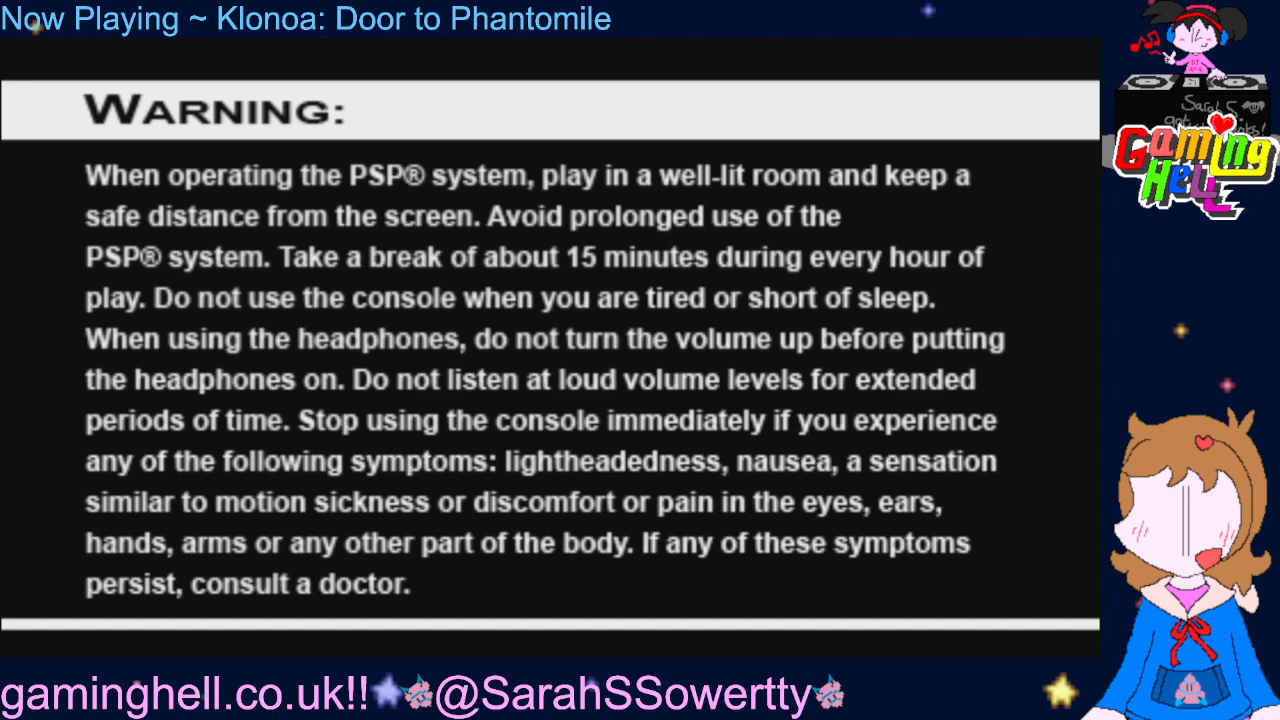 Now Playing ~ Klonoa: Door to Phantomile
WARNING:
When operating the PSP® system, play in a well-lit room and keep a
safe distance from the screen. Avoid prolonged use of the
PSP® system. Take a break of about 15 minutes during every hour of
play. Do not use the console when you are tired or short of sleep.
When using the headphones, do not turn the volume up before putting
the headphones on. Do not listen at loud volume levels for extended
periods of time. Stop using the console immediately if you experience
any of the following symptoms: lightheadedness, nausea, a sensation
similar to motion sickness or discomfort or pain in the eyes, ears,
hands, arms or any other part of the body. If any of these symptoms
persist, consult a doctor.
Sarah S
got
Gaming
Hell
gaminghell.co.uk!! @SarahSSowertty